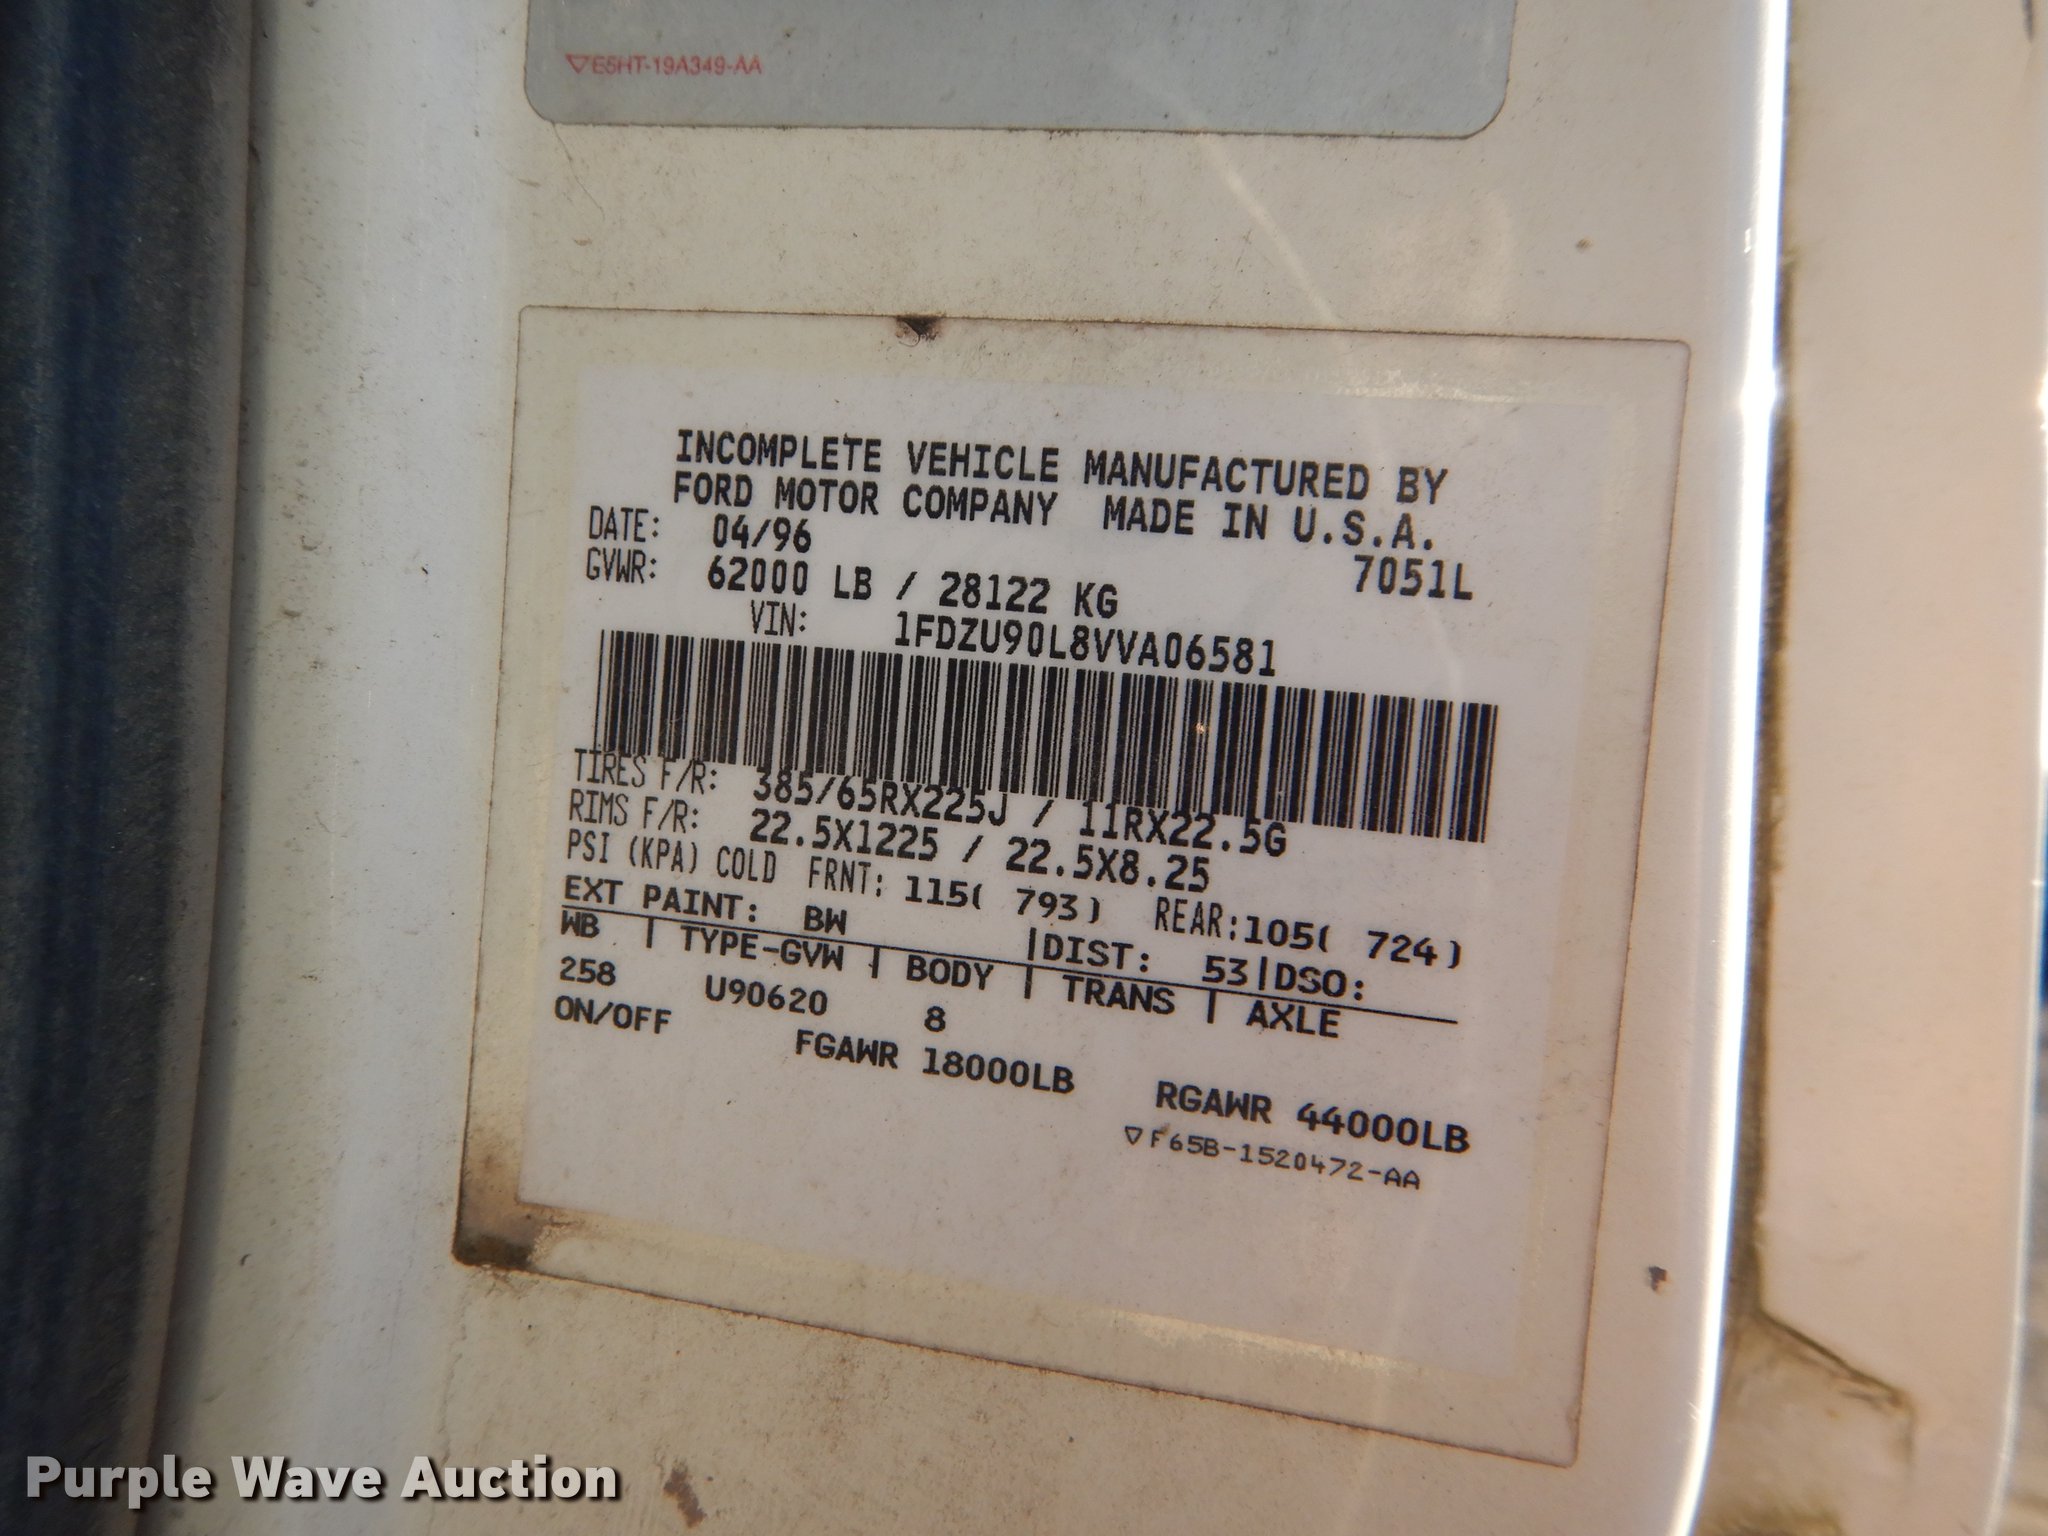 ▽E5HT-19A349-AA
INCOMPLETE VEHICLE MANUFACTURED BY
FORD MOTOR COMPANY MADE IN U.S.A.
DATE: 04/96 7051L
GVWR: 62000 LB / 28122 KG
VIN: 1FDZU90L8VVA06581
TIRES F/R: 385/65RX225J / 11RX22.5G
RIMS F/R: 22.5X1225 / 22.5X8.25
PSI (KPA) COLD FRNT: 115( 793) REAR:105( 724)
EXT PAINT: BW |DIST: 53|DSO:
WB | TYPE-GVW | BODY | TRANS | AXLE
258 U90620 8
ON/OFF FGAWR 18000LB RGAWR 44000LB
▽F65B-1520472-AA
Purple Wave Auction